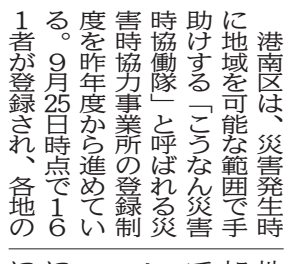 港南区は、災害発生時
に地域を可能な範囲で手
助けする「こうなん災害
時協働隊」と呼ばれる災
害時協力事業所の登録制
度を昨年度から進めてい
る。9月25日時点で16
1者が登録され、各地の